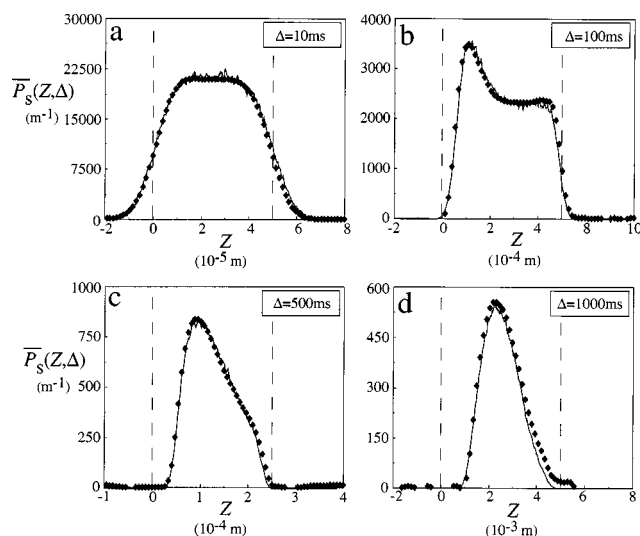 a
Δ=10ms
30000
22500
15000
7500
0
P̅s(Z,Δ)
(m⁻¹)
-2 0 2 4 6 8
Z
(10⁻⁵ m)
b
Δ=100ms
4000
3000
2000
1000
0
-2 0 2 4 6 8 10
Z
(10⁻⁴ m)
c
Δ=500ms
1000
750
500
250
0
P̅s(Z,Δ)
(m⁻¹)
-1 0 1 2 3 4
Z
(10⁻⁴ m)
d
Δ=1000ms
600
450
300
150
0
-2 0 2 4 6 8
Z
(10⁻³ m)